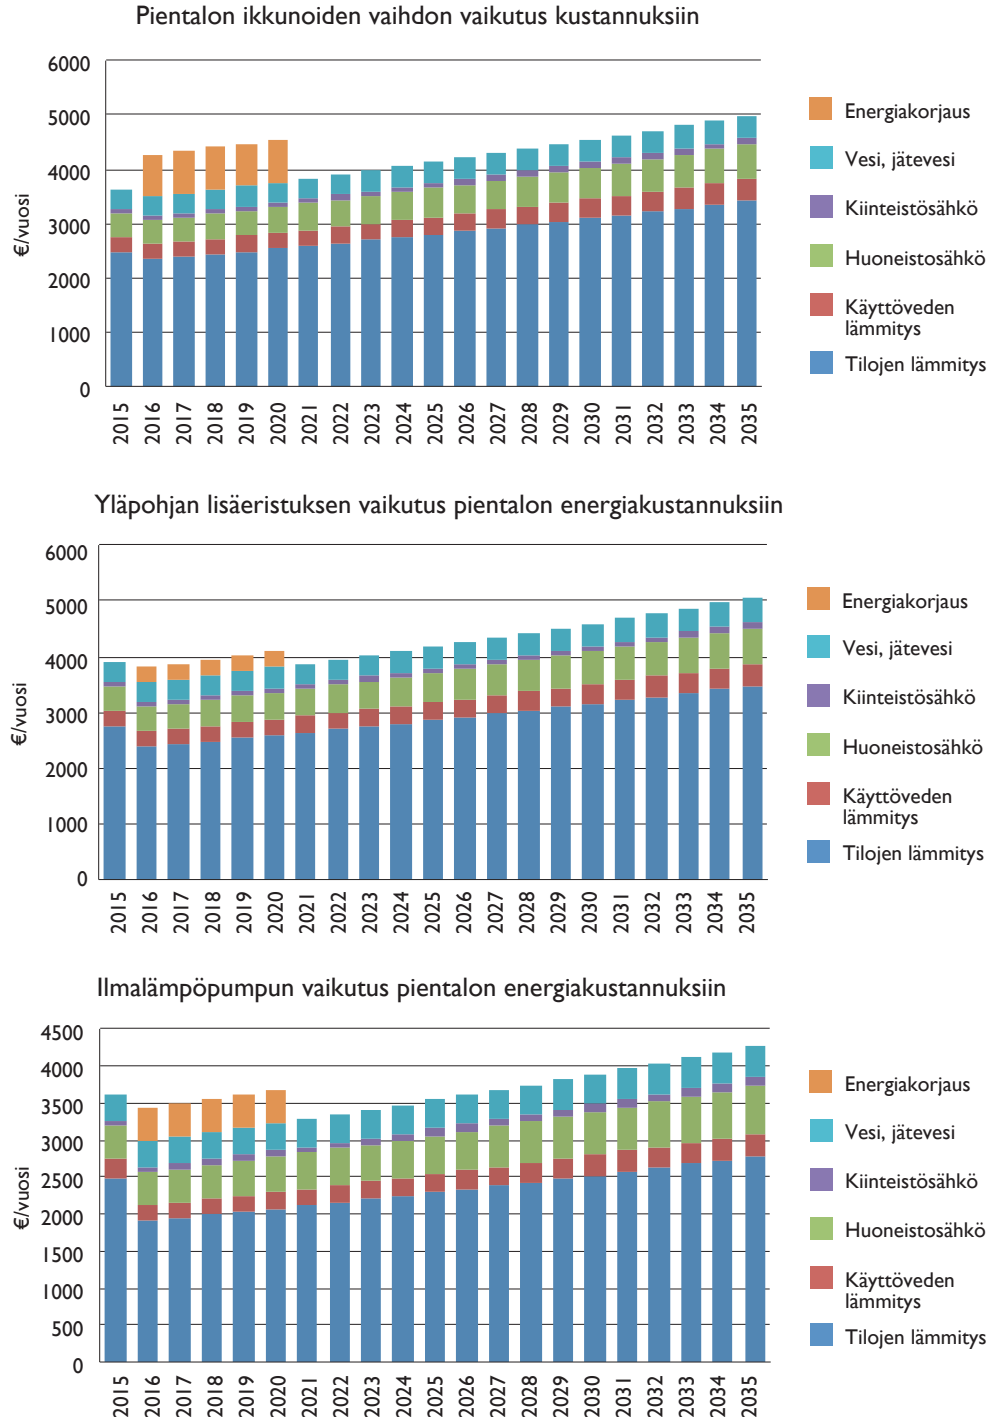 Pientalon ikkunoiden vaihdon vaikutus kustannuksiin
€/vuosi
6000
5000
4000
3000
2000
1000
0
2015 2016 2017 2018 2019 2020 2021 2022 2023 2024 2025 2026 2027 2028 2029 2030 2031 2032 2033 2034 2035
Energiakorjaus
Vesi, jätevesi
Kiinteistösähkö
Huoneistosähkö
Käyttöveden
lämmitys
Tilojen lämmitys
Yläpohjan lisäeristuksen vaikutus pientalon energiakustannuksiin
€/vuosi
6000
5000
4000
3000
2000
1000
0
2015 2016 2017 2018 2019 2020 2021 2022 2023 2024 2025 2026 2027 2028 2029 2030 2031 2032 2033 2034 2035
Energiakorjaus
Vesi, jätevesi
Kiinteistösähkö
Huoneistosähkö
Käyttöveden
lämmitys
Tilojen lämmitys
Ilmalämpöpumpun vaikutus pientalon energiakustannuksiin
€/vuosi
4500
4000
3500
3000
2500
2000
1500
1000
500
0
2015 2016 2017 2018 2019 2020 2021 2022 2023 2024 2025 2026 2027 2028 2029 2030 2031 2032 2033 2034 2035
Energiakorjaus
Vesi, jätevesi
Kiinteistösähkö
Huoneistosähkö
Käyttöveden
lämmitys
Tilojen lämmitys